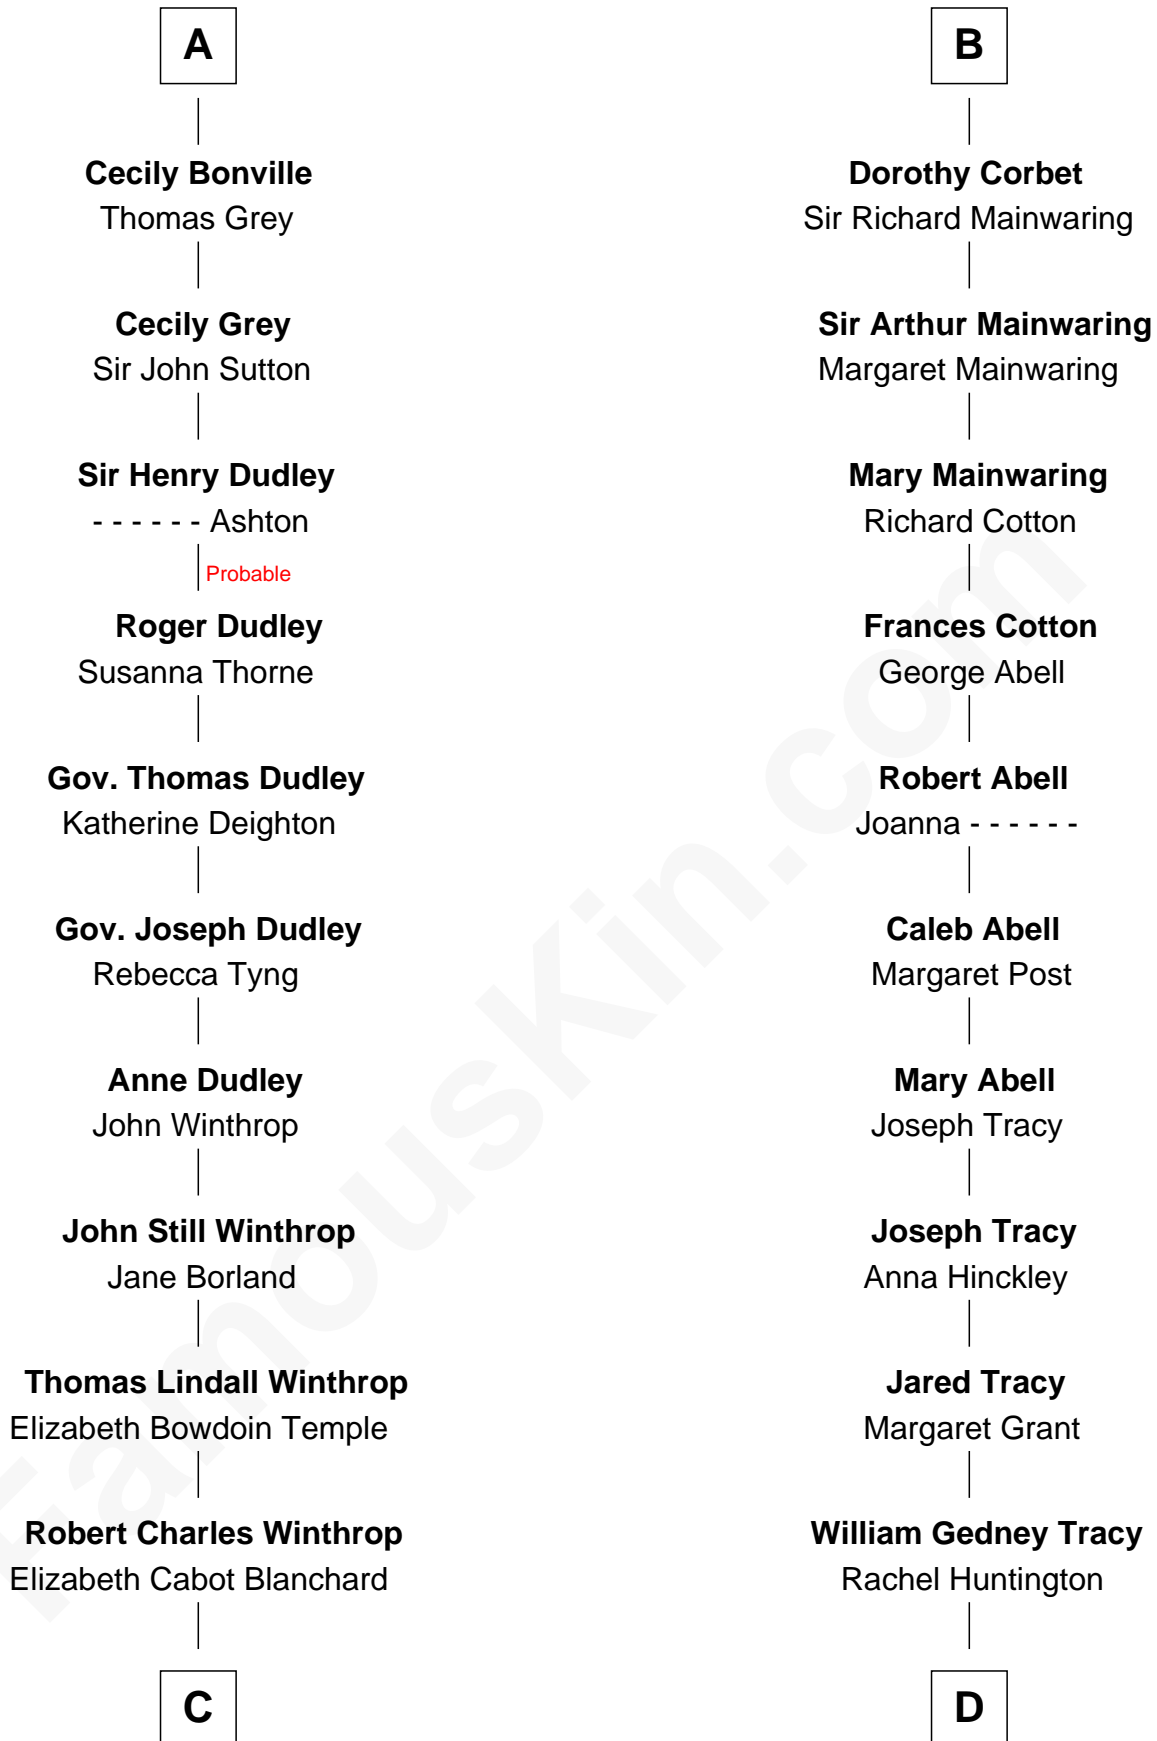 A
Cecily Bonville
Thomas Grey
Cecily Grey
Sir John Sutton
Sir Henry Dudley
- - - - - - Ashton
Probable
Roger Dudley
Susanna Thorne
Gov. Thomas Dudley
Katherine Deighton
Gov. Joseph Dudley
Rebecca Tyng
Anne Dudley
John Winthrop
John Still Winthrop
Jane Borland
Thomas Lindall Winthrop
Elizabeth Bowdoin Temple
Robert Charles Winthrop
Elizabeth Cabot Blanchard
C
B
Dorothy Corbet
Sir Richard Mainwaring
Sir Arthur Mainwaring
Margaret Mainwaring
Mary Mainwaring
Richard Cotton
Frances Cotton
George Abell
Robert Abell
Joanna - - - - - -
Caleb Abell
Margaret Post
Mary Abell
Joseph Tracy
Joseph Tracy
Anna Hinckley
Jared Tracy
Margaret Grant
William Gedney Tracy
Rachel Huntington
D
FamousKin.com